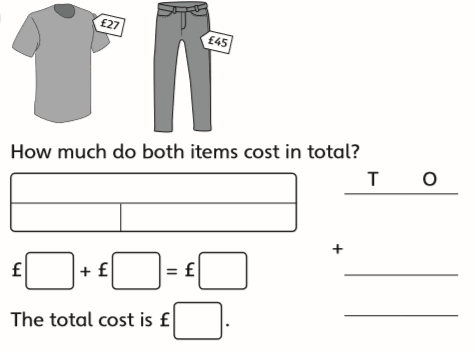 £27
£45
How much do both items cost in total?
T O
+
£ + £ = £
The total cost is £ .